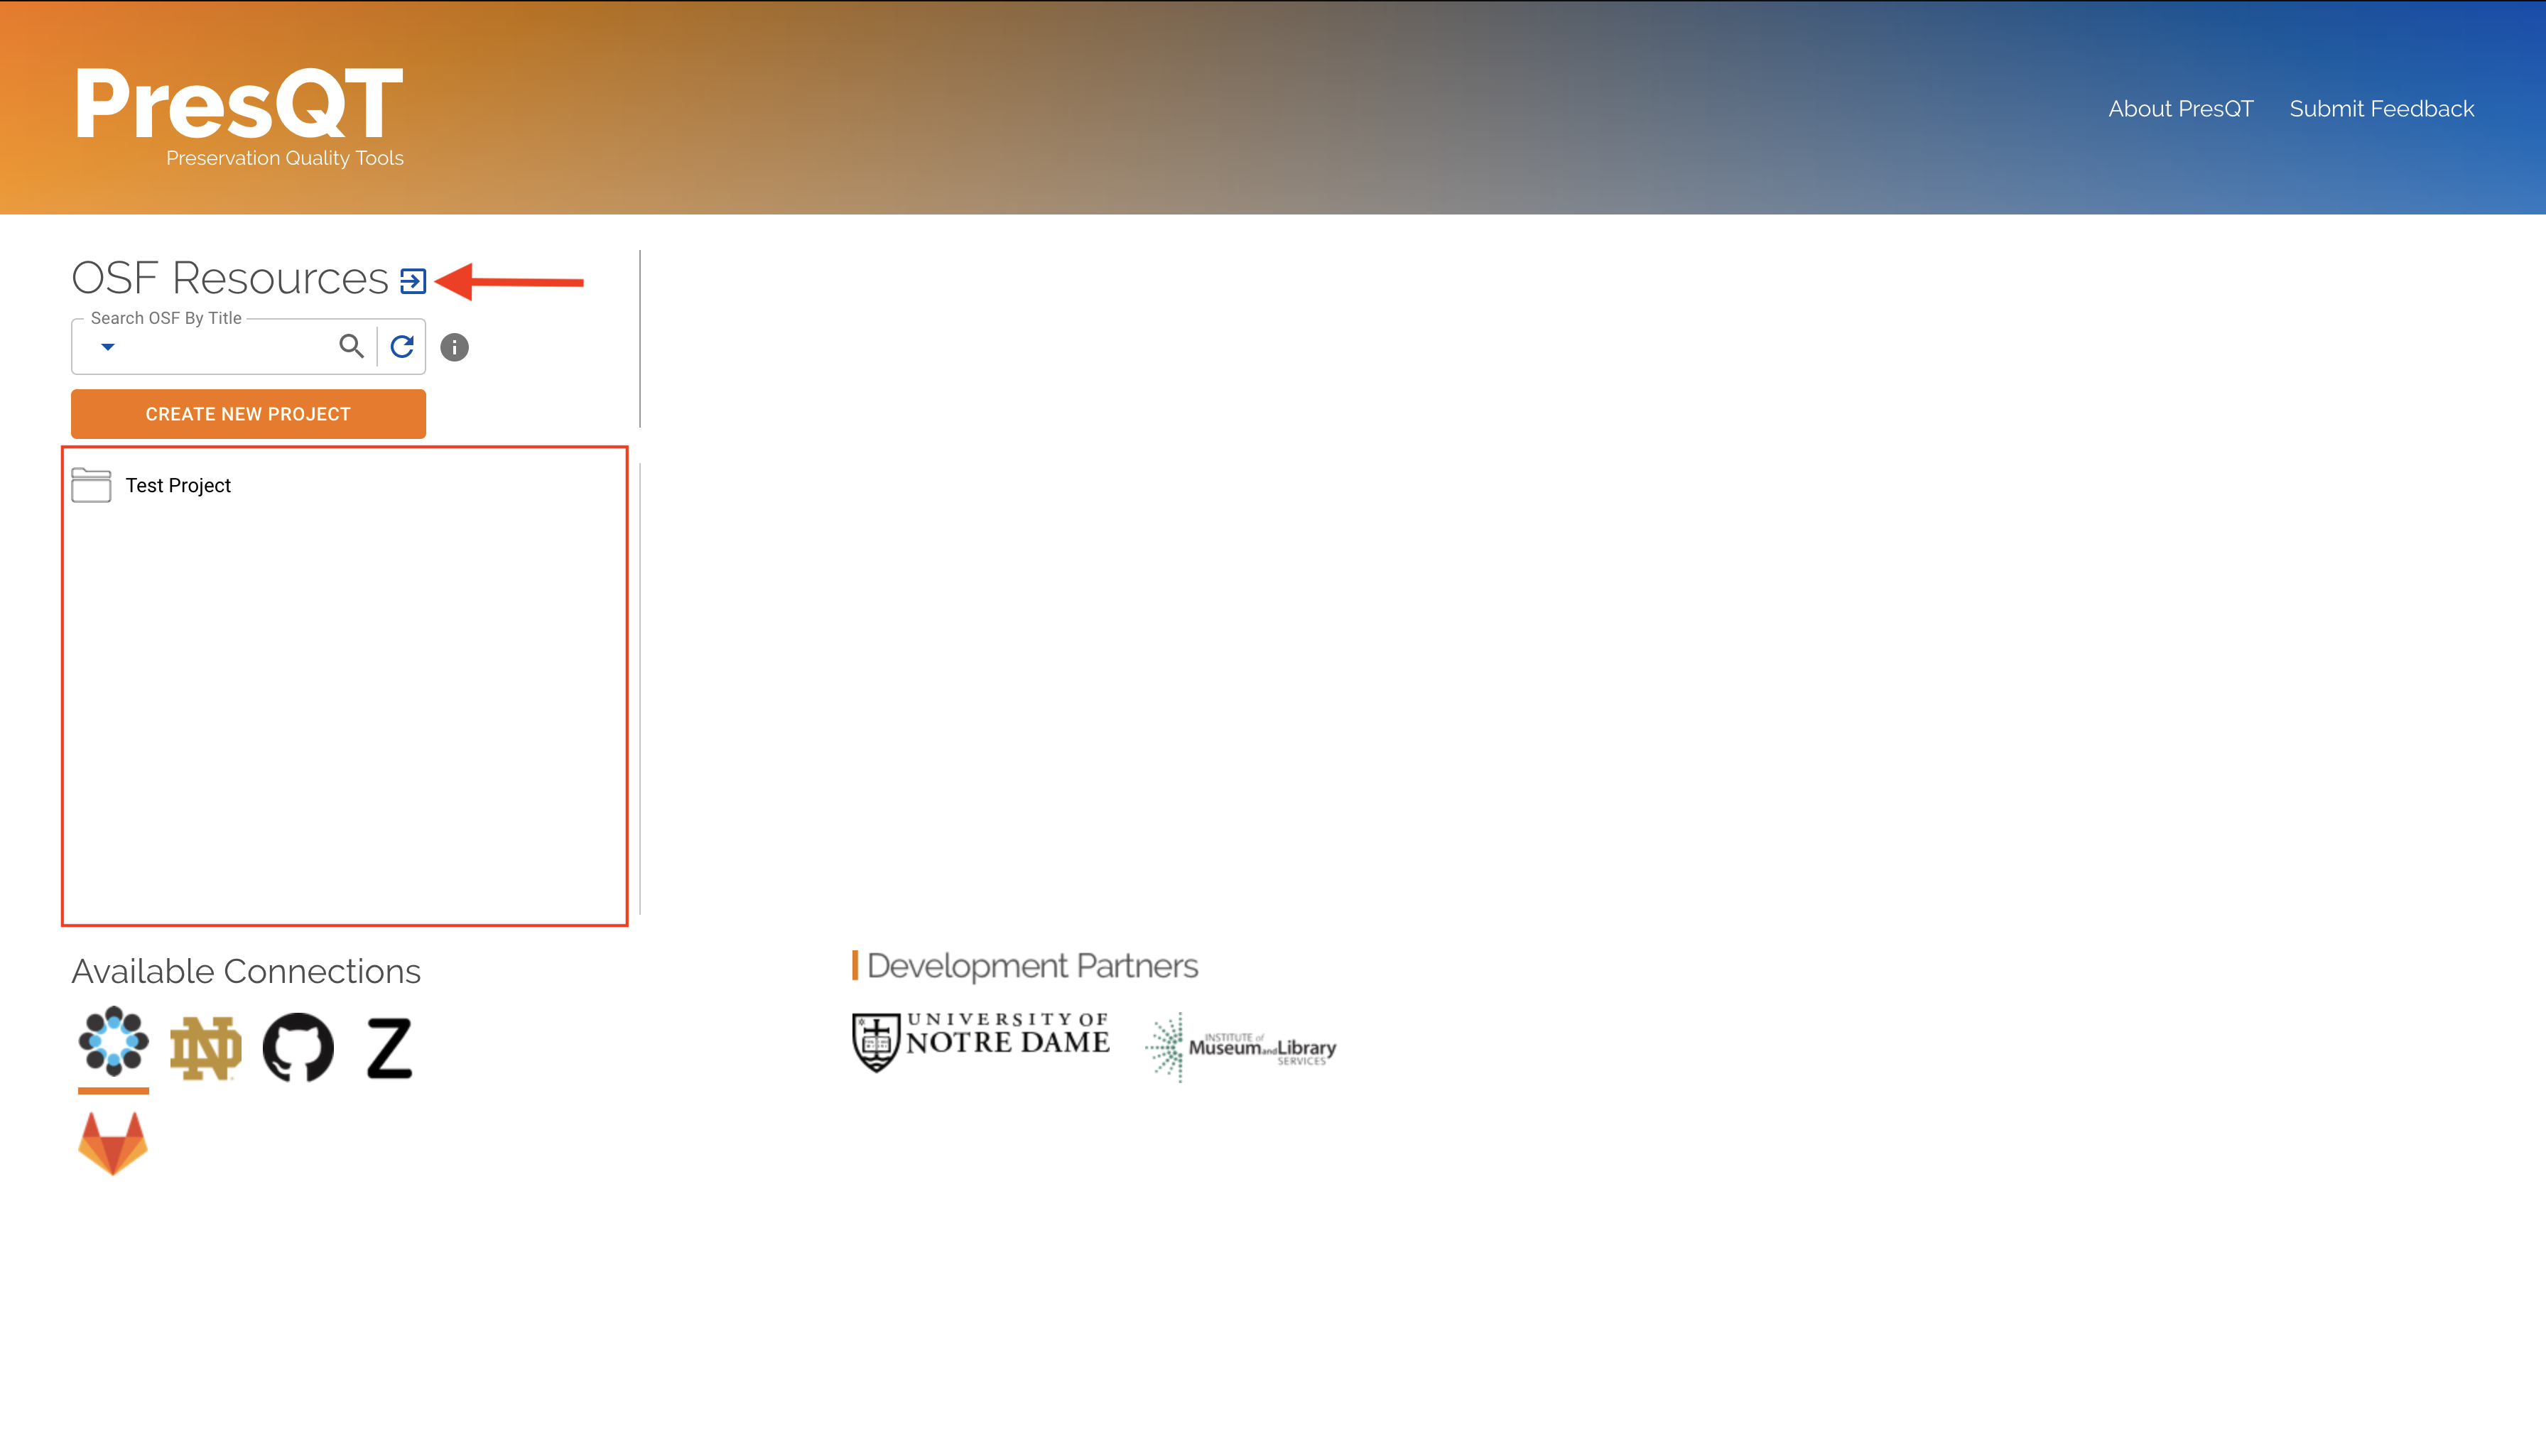 PresQT
Preservation Quality Tools
About PresQT
Submit Feedback
OSF Resources
Search OSF By Title
CREATE NEW PROJECT
Test Project
Available Connections
Development Partners
UNIVERSITY OF
NOTRE DAME
INSTITUTE of
Museum and Library
SERVICES